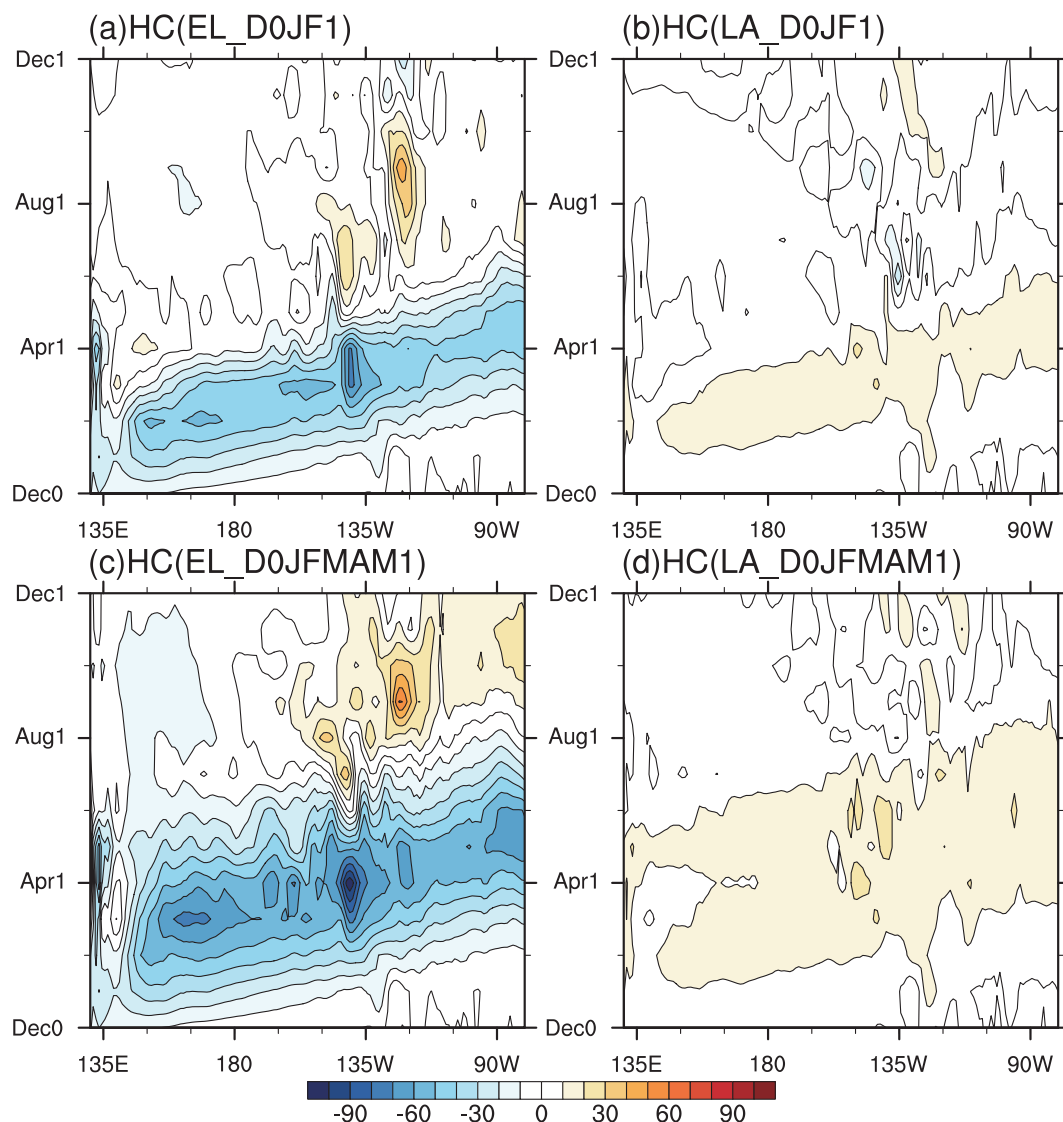 (a)HC(EL_D0JF1)
(b)HC(LA_D0JF1)
Dec1
Aug1
Apr1
Dec0
135E 180 135W 90W
Dec1
Aug1
Apr1
Dec0
135E 180 135W 90W
(c)HC(EL_D0JFMAM1)
(d)HC(LA_D0JFMAM1)
Dec1
Aug1
Apr1
Dec0
135E 180 135W 90W
Dec1
Aug1
Apr1
Dec0
135E 180 135W 90W
-90 -60 -30 0 30 60 90